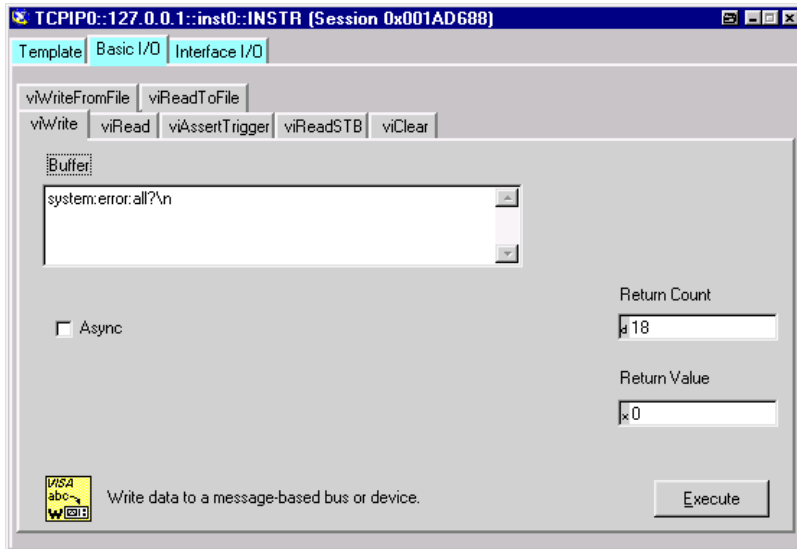 TCPIP0::127.0.0.1::inst0::INSTR (Session 0x001AD688)
Template Basic I/O Interface I/O
viWriteFromFile viReadToFile
viWrite viRead viAssertTrigger viReadSTB viClear
Buffer
system:error:all?\n
Return Count
d 18
Async
Return Value
x 0
VISA
abc
W
Write data to a message-based bus or device.
Execute